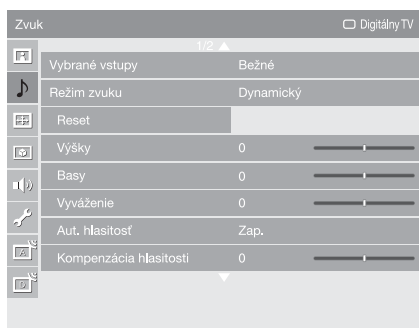 Zvuk Digitálny TV
1/2
Vybrané vstupy Bežné
Režim zvuku Dynamický
Reset
Výšky 0
Basy 0
Vyváženie 0
Aut. hlasitosť Zap.
Kompenzácia hlasitosti 0
A
D